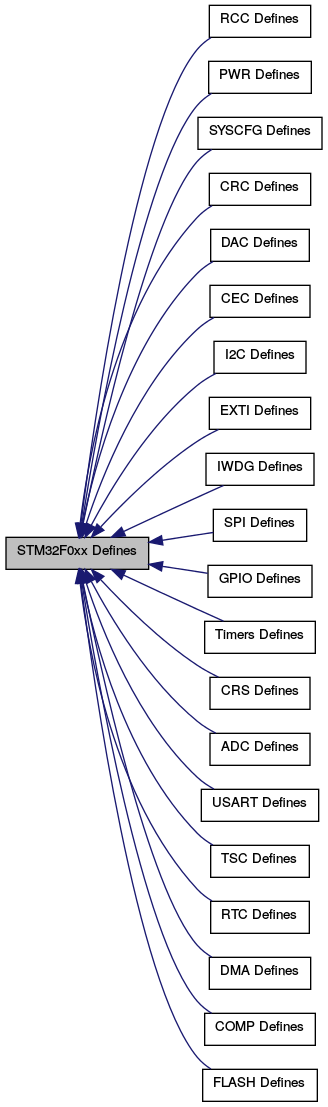 RCC Defines
PWR Defines
SYSCFG Defines
CRC Defines
DAC Defines
CEC Defines
I2C Defines
EXTI Defines
IWDG Defines
SPI Defines
STM32F0xx Defines
GPIO Defines
Timers Defines
CRS Defines
ADC Defines
USART Defines
TSC Defines
RTC Defines
DMA Defines
COMP Defines
FLASH Defines